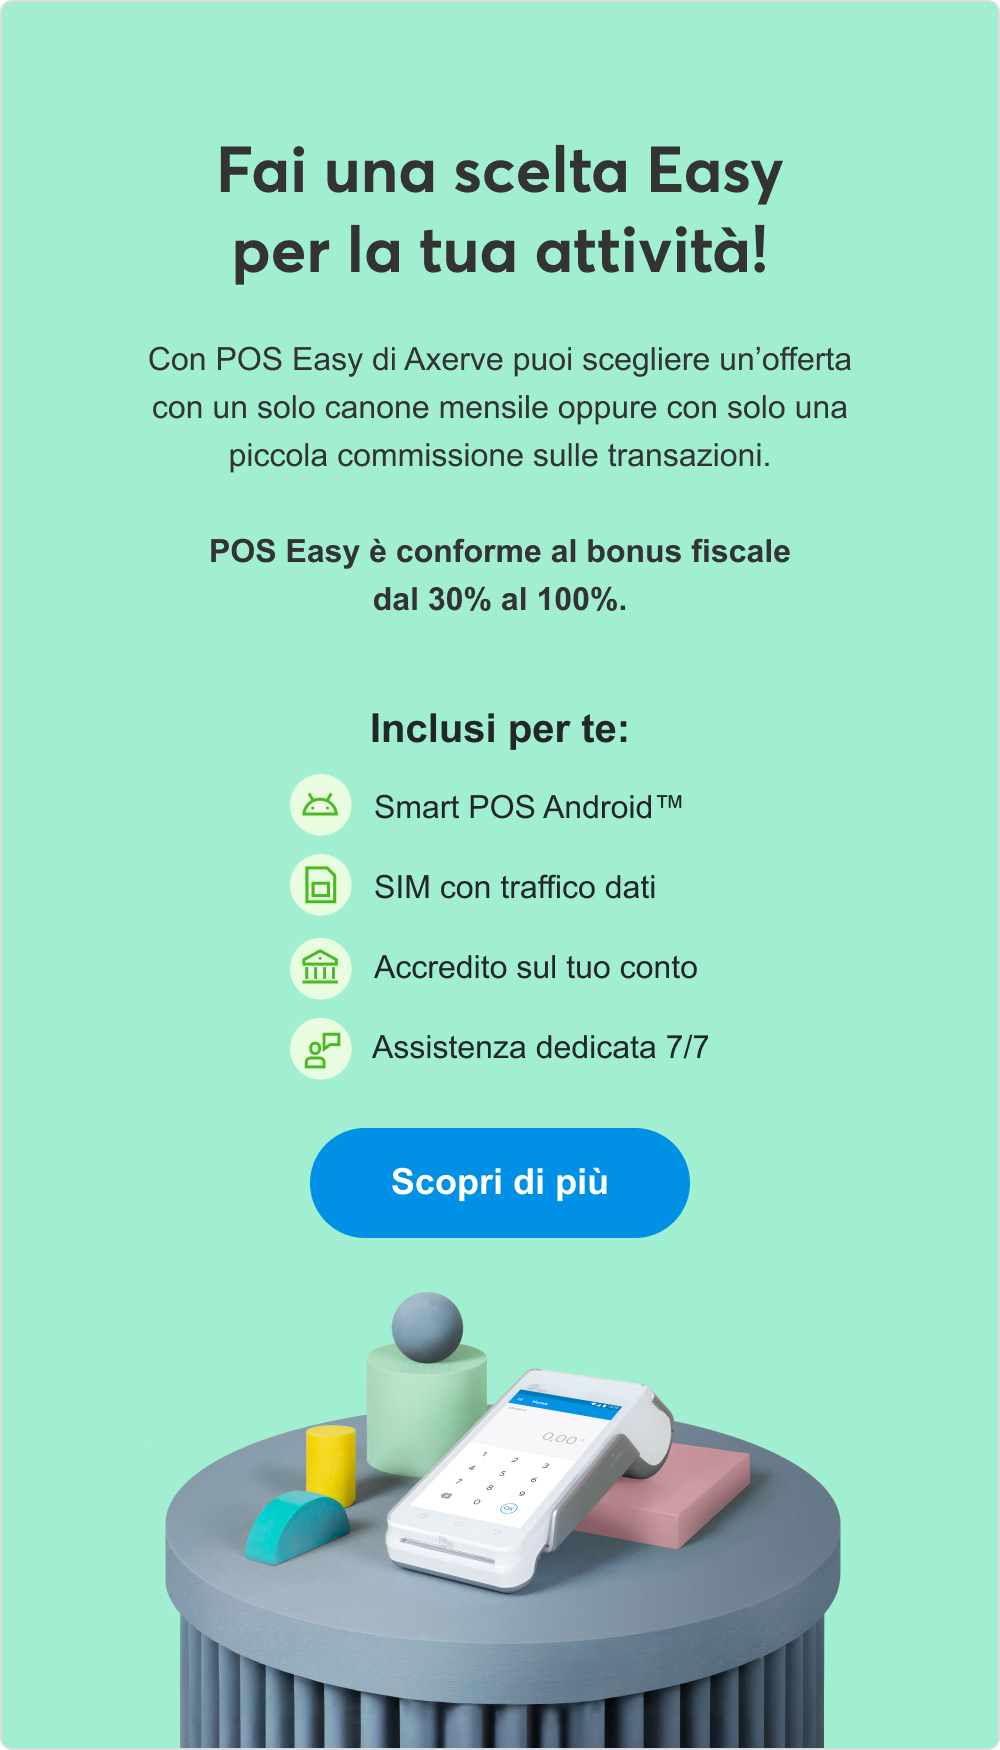 Fai una scelta Easy
per la tua attività!
Con POS Easy di Axerve puoi scegliere un’offerta
con un solo canone mensile oppure con solo una
piccola commissione sulle transazioni.
POS Easy è conforme al bonus fiscale
dal 30% al 100%.
Inclusi per te:
Smart POS Android™
SIM con traffico dati
Accredito sul tuo conto
Assistenza dedicata 7/7
Scopri di più
Home
0,00 €
1 2 3
4 5 6
7 8 9
0 OK